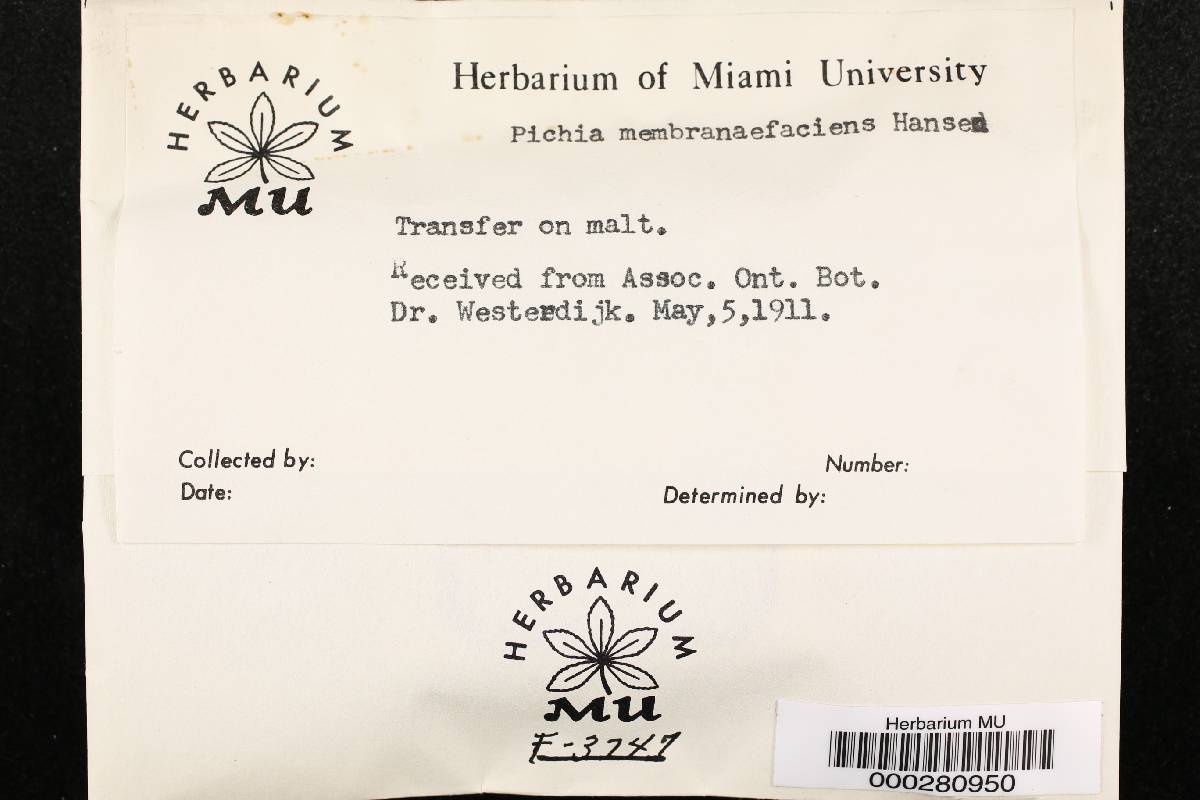 HERBARIUM
MU
Herbarium of Miami University
Pichia membranaefaciens Hansen
Transfer on malt.
Received from Assoc. Ont. Bot.
Dr. Westerdijk. May,5,1911.
Collected by:
Number:
Date:
Determined by:
HERBARIUM
MU
F-3747
Herbarium MU
000280950